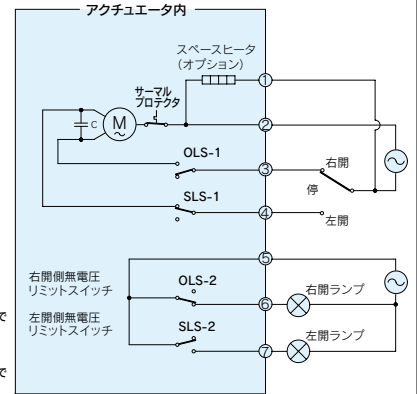 アクチュエータ内
スペースヒータ
(オプション)
①
サーマル
プロテクタ
C
M
②
OLS-1
③
右開
停
SLS-1
④
左開
⑤
右開側無電圧
リミットスイッチ
OLS-2
⑥
右開ランプ
で
左開側無電圧
リミットスイッチ
SLS-2
⑦
左開ランプ
で